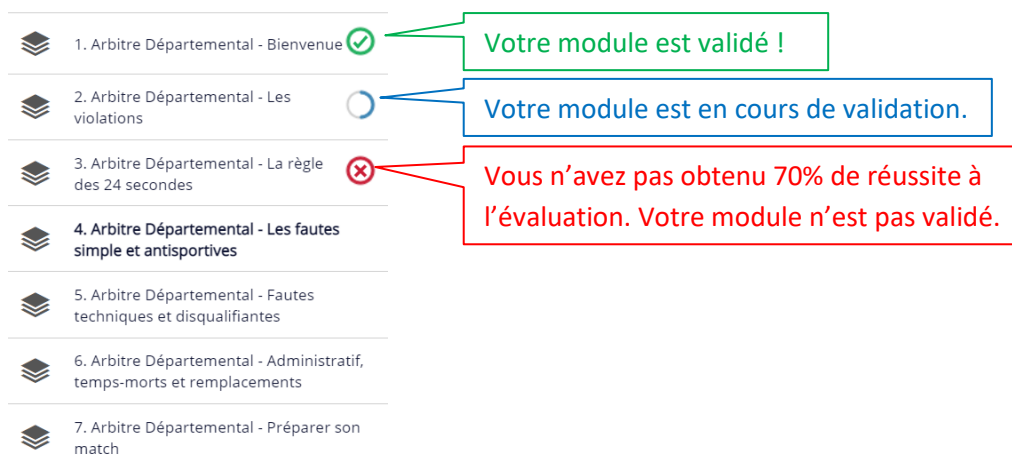 1. Arbitre Départemental - Bienvenue
Votre module est validé !
2. Arbitre Départemental - Les
violations
Votre module est en cours de validation.
3. Arbitre Départemental - La règle
des 24 secondes
Vous n’avez pas obtenu 70% de réussite à
l’évaluation. Votre module n’est pas validé.
4. Arbitre Départemental - Les fautes
simple et antisportives
5. Arbitre Départemental - Fautes
techniques et disqualifiantes
6. Arbitre Départemental - Administratif,
temps-morts et remplacements
7. Arbitre Départemental - Préparer son
match